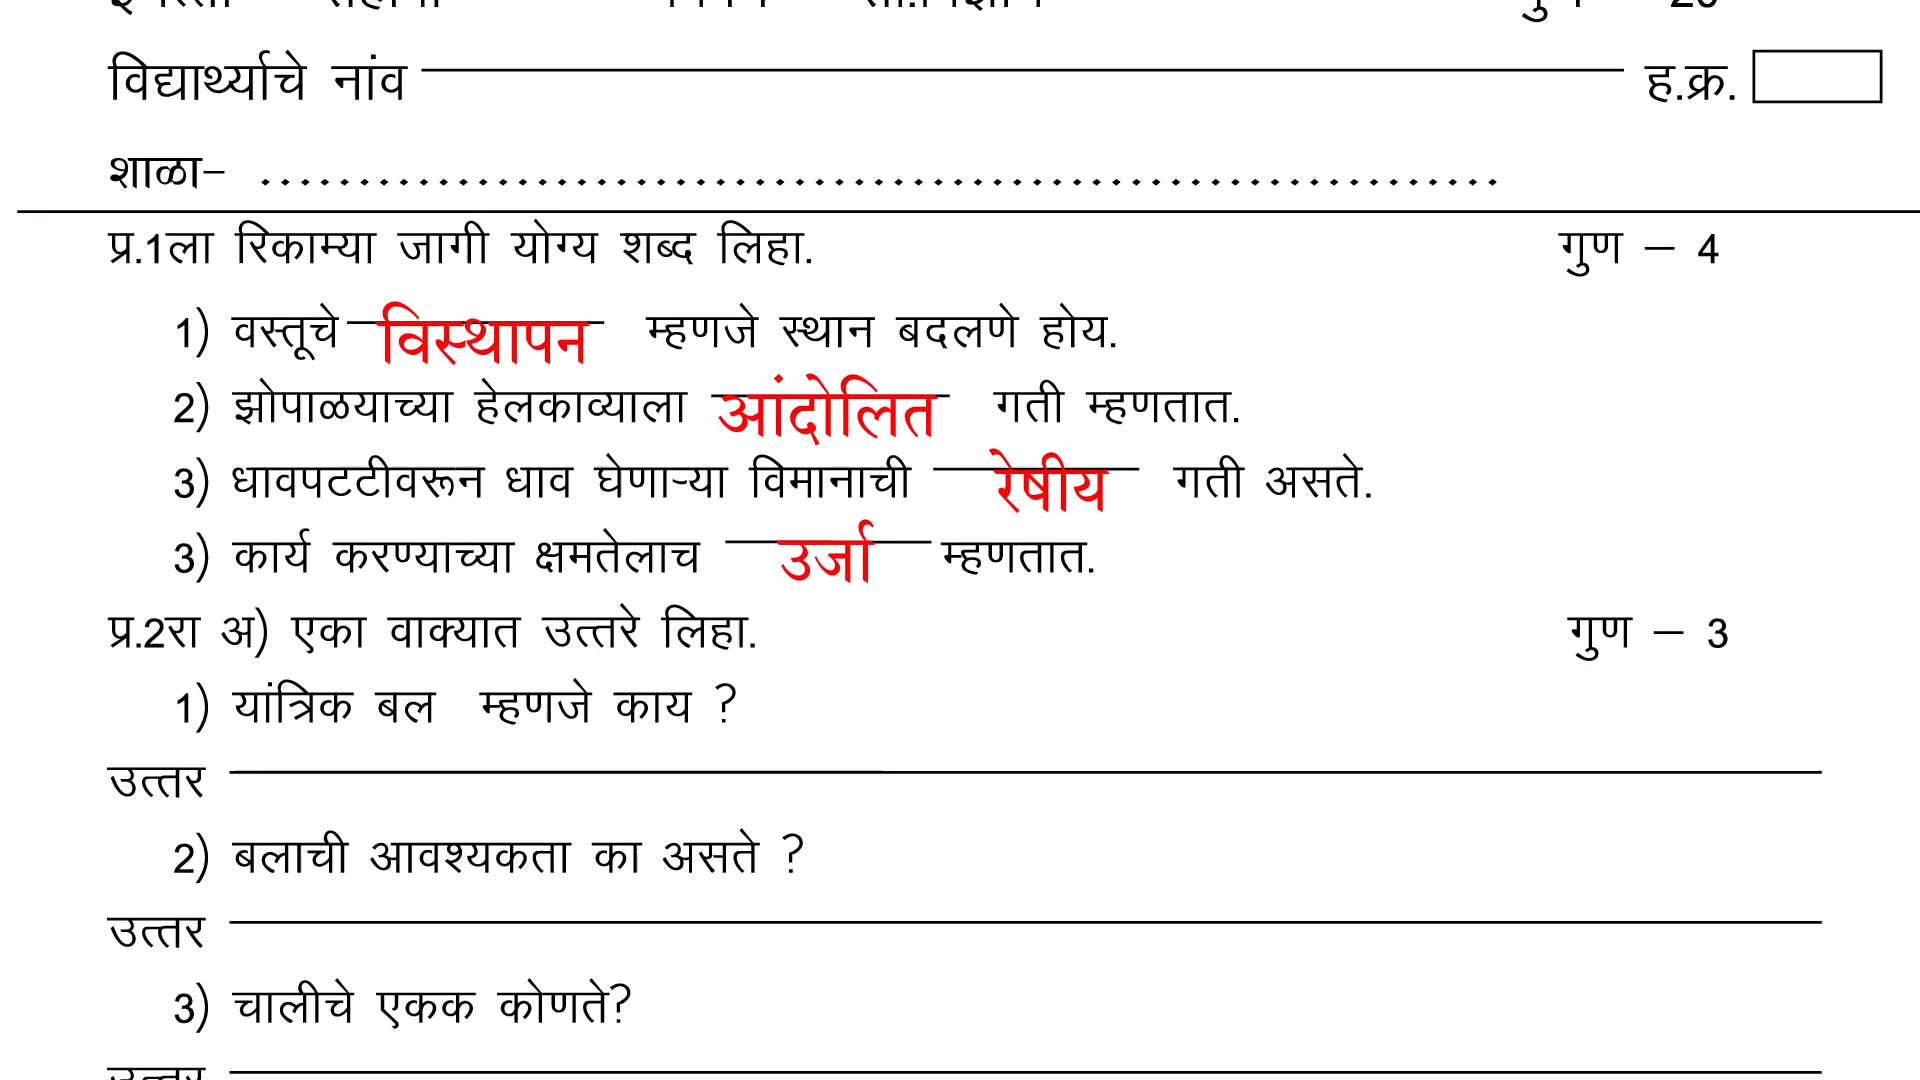 विद्यार्थ्याचे नांव ह.क्र.
शाळा- ........................................................
प्र.1ला रिकाम्या जागी योग्य शब्द लिहा. गुण – 4
1) वस्तूचे विस्थापन म्हणजे स्थान बदलणे होय.
2) झोपाळयाच्या हेलकाव्याला आंदोलित गती म्हणतात.
3) धावपटटीवरून धाव घेणाऱ्या विमानाची रेषीय गती असते.
3) कार्य करण्याच्या क्षमतेलाच उर्जा म्हणतात.
प्र.2रा अ) एका वाक्यात उत्तरे लिहा. गुण – 3
1) यांत्रिक बल म्हणजे काय ?
उत्तर
2) बलाची आवश्यकता का असते ?
उत्तर
3) चालीचे एकक कोणते?
उत्तर